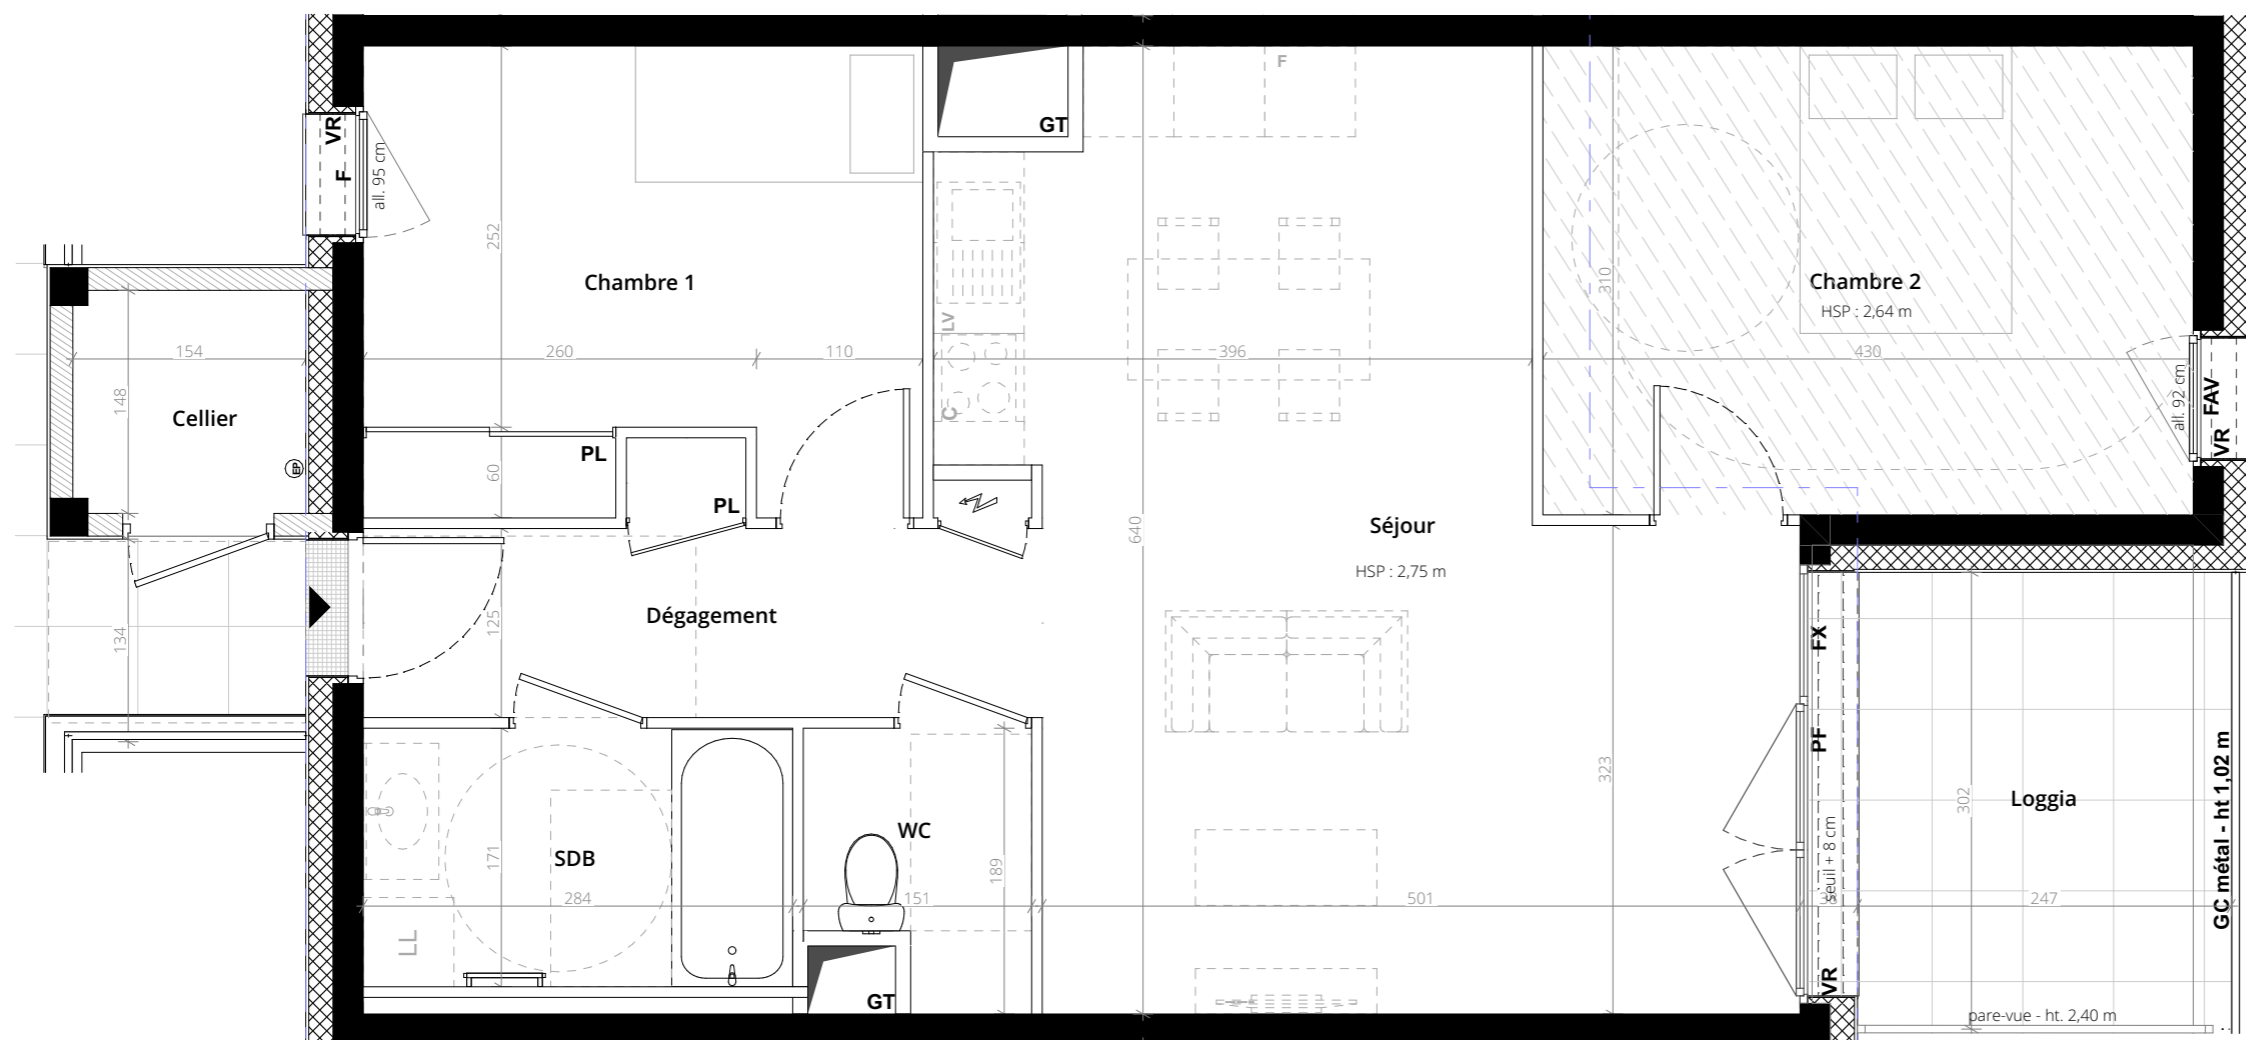 F
GT
VR
F
all. 95 cm
252
Chambre 1
310
Chambre 2
HSP : 2,64 m
LV
154
260
110
396
430
148
C
all. 92 cm
FAV
VR
Cellier
PL
60
EP
PL
640
Séjour
HSP : 2,75 m
Dégagement
125
134
FX
PF
323
302
Loggia
GC métal - ht 1,02 m
WC
SDB
171
189
seuil + 8 cm
284
151
501
247
LL
VR
GT
pare-vue - ht. 2,40 m